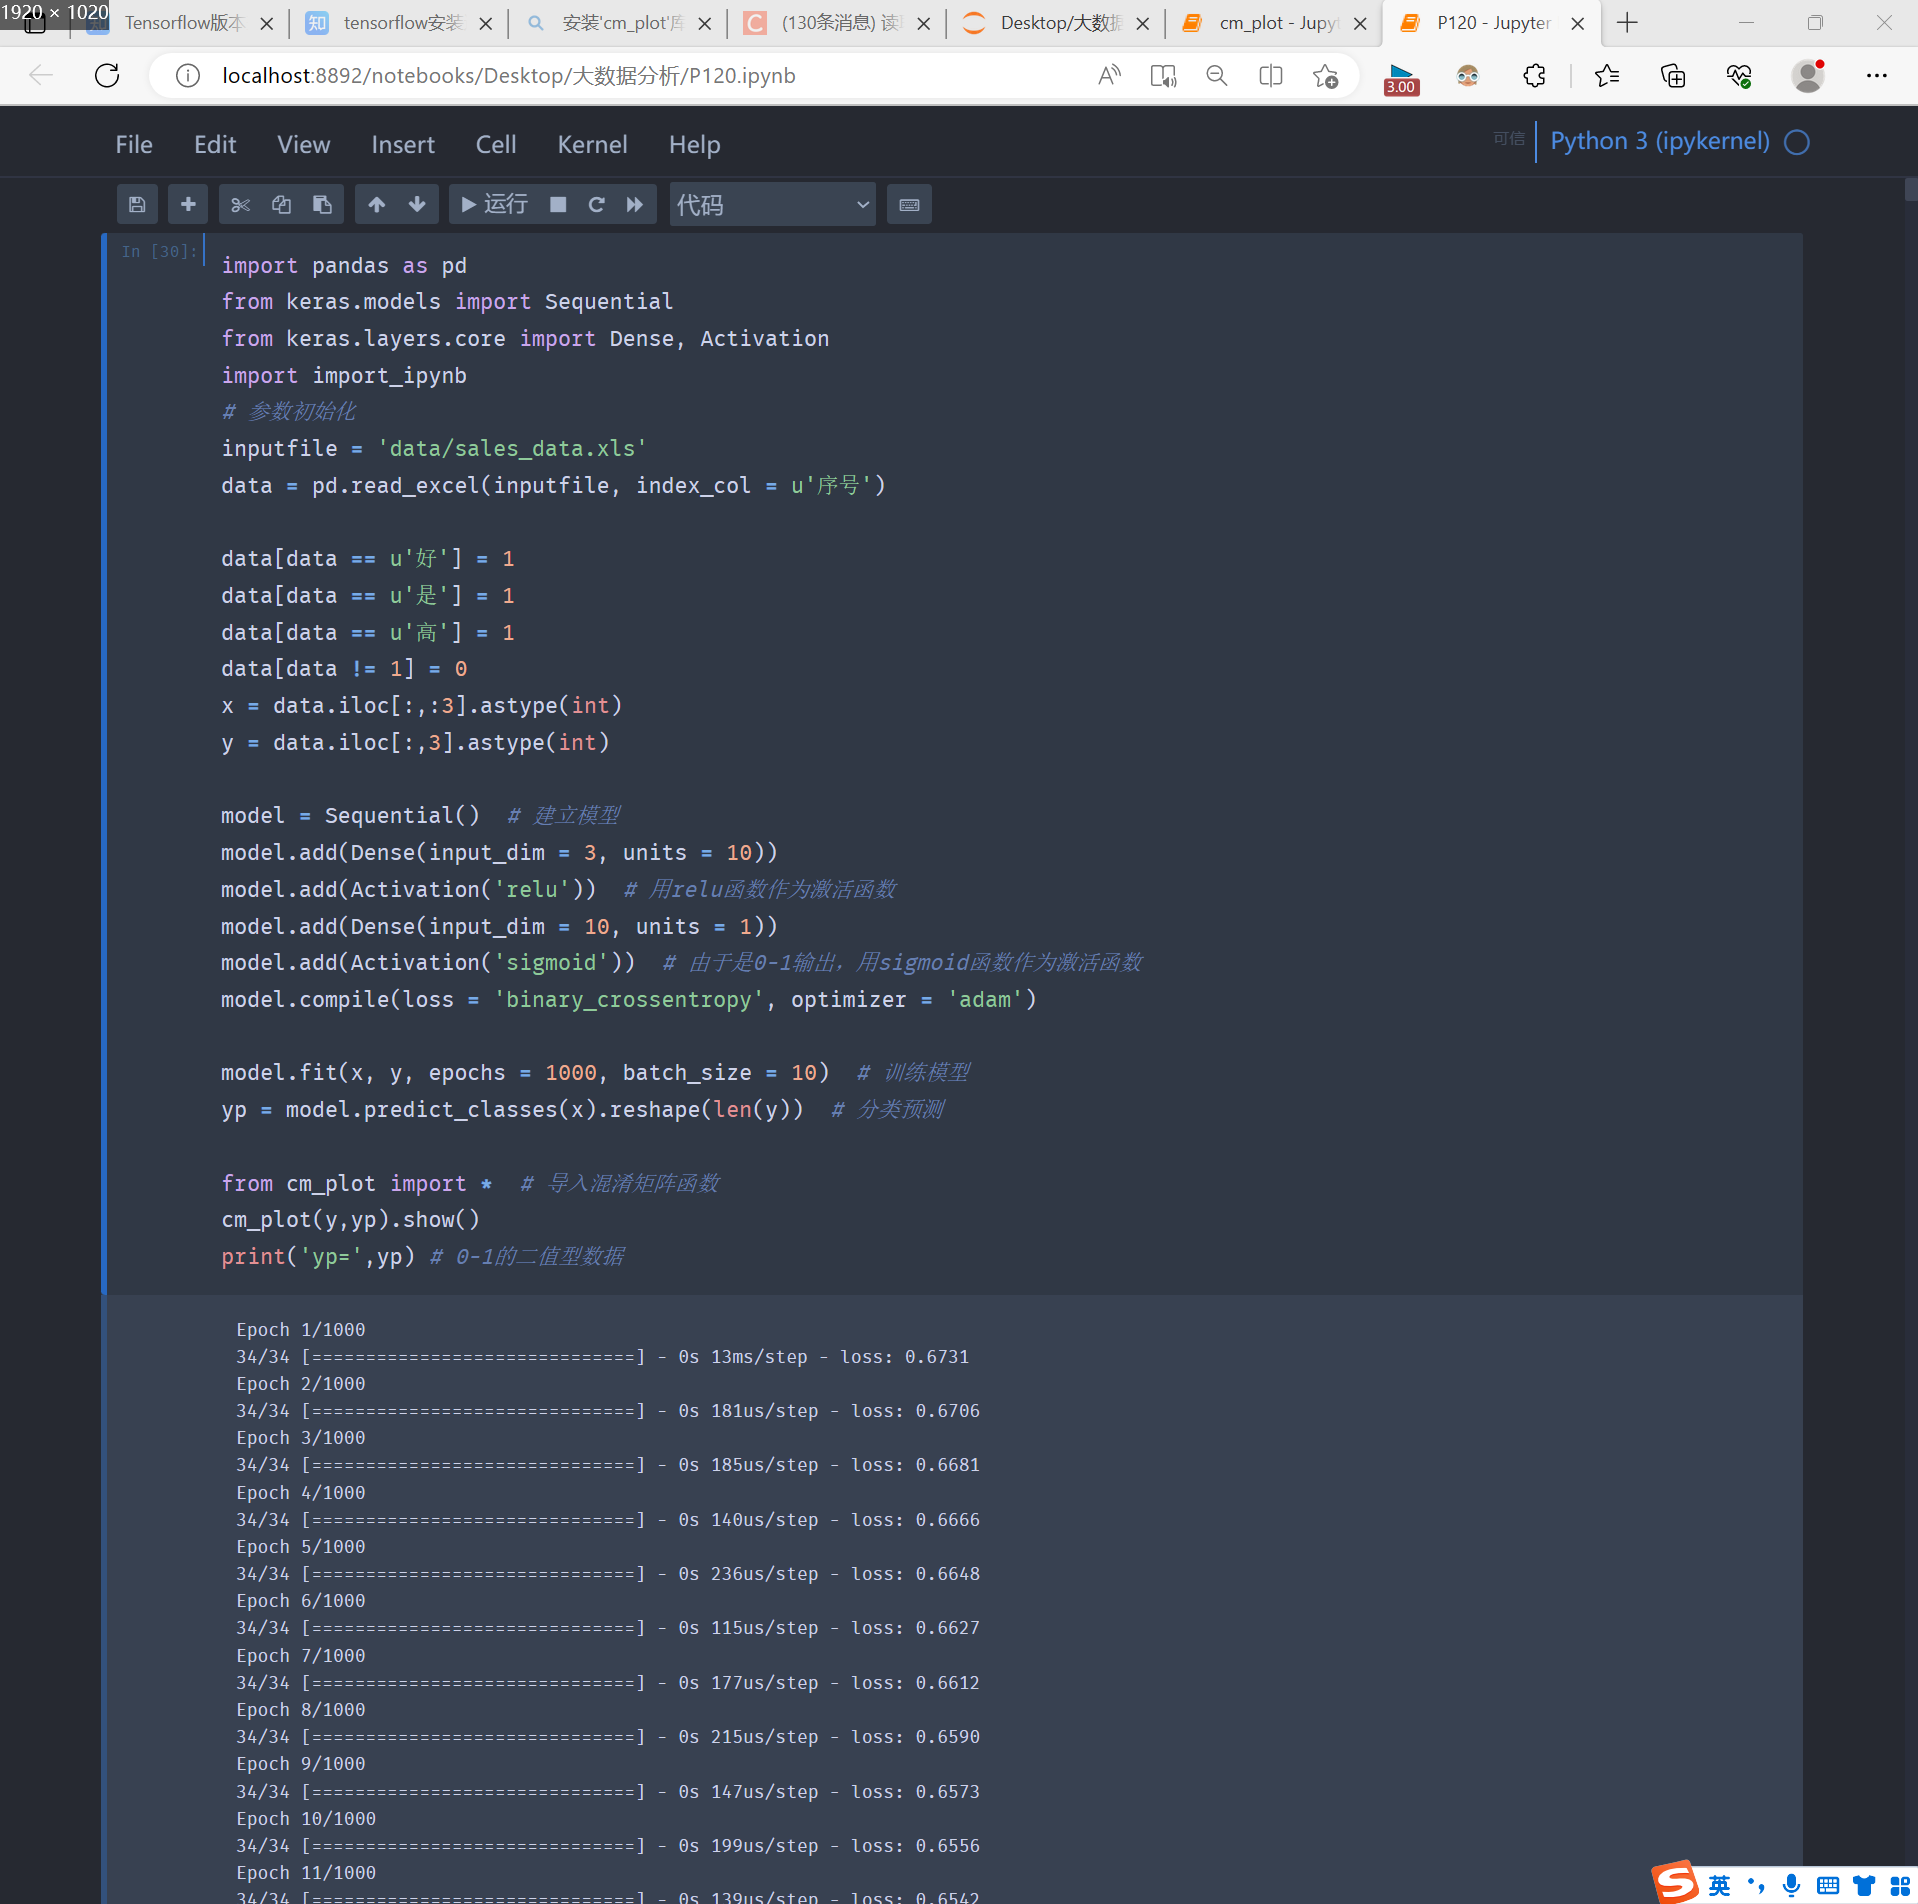 1920 × 1020
Tensorflow版本
tensorflow安装
安装'cm_plot'库
(130条消息) 读
Desktop/大数据
cm_plot - Jupyt
P120 - Jupyter
localhost:8892/notebooks/Desktop/大数据分析/P120.ipynb
3.00
File Edit View Insert Cell Kernel Help
可信
Python 3 (ipykernel)
运行
代码
In [30]:
import pandas as pd
from keras.models import Sequential
from keras.layers.core import Dense, Activation
import import_ipynb
# 参数初始化
inputfile = 'data/sales_data.xls'
data = pd.read_excel(inputfile, index_col = u'序号')
data[data == u'好'] = 1
data[data == u'是'] = 1
data[data == u'高'] = 1
data[data != 1] = 0
x = data.iloc[:,:3].astype(int)
y = data.iloc[:,3].astype(int)
model = Sequential()  # 建立模型
model.add(Dense(input_dim = 3, units = 10))
model.add(Activation('relu'))  # 用relu函数作为激活函数
model.add(Dense(input_dim = 10, units = 1))
model.add(Activation('sigmoid'))  # 由于是0-1输出，用sigmoid函数作为激活函数
model.compile(loss = 'binary_crossentropy', optimizer = 'adam')
model.fit(x, y, epochs = 1000, batch_size = 10)  # 训练模型
yp = model.predict_classes(x).reshape(len(y))  # 分类预测
from cm_plot import *  # 导入混淆矩阵函数
cm_plot(y,yp).show()
print('yp=',yp) # 0-1的二值型数据
Epoch 1/1000
34/34 [==============================] - 0s 13ms/step - loss: 0.6731
Epoch 2/1000
34/34 [==============================] - 0s 181us/step - loss: 0.6706
Epoch 3/1000
34/34 [==============================] - 0s 185us/step - loss: 0.6681
Epoch 4/1000
34/34 [==============================] - 0s 140us/step - loss: 0.6666
Epoch 5/1000
34/34 [==============================] - 0s 236us/step - loss: 0.6648
Epoch 6/1000
34/34 [==============================] - 0s 115us/step - loss: 0.6627
Epoch 7/1000
34/34 [==============================] - 0s 177us/step - loss: 0.6612
Epoch 8/1000
34/34 [==============================] - 0s 215us/step - loss: 0.6590
Epoch 9/1000
34/34 [==============================] - 0s 147us/step - loss: 0.6573
Epoch 10/1000
34/34 [==============================] - 0s 199us/step - loss: 0.6556
Epoch 11/1000
34/34 [==============================] - 0s 139us/step - loss: 0.6542
英